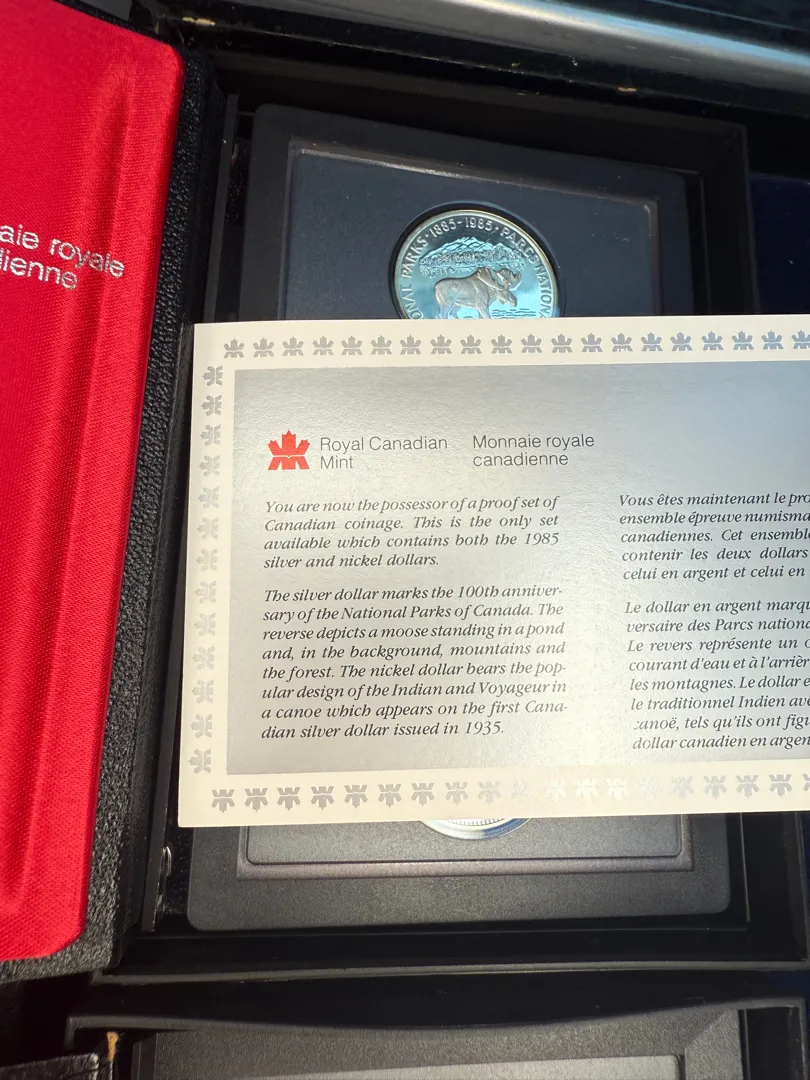 aie royale
ienne
NAL PARKS · 1885-1985 · PARCS NATION
Royal Canadian
Mint
Monnaie royale
canadienne
You are now the possessor of a proof set of
Canadian coinage. This is the only set
available which contains both the 1985
silver and nickel dollars.
The silver dollar marks the 100th anniver-
sary of the National Parks of Canada. The
reverse depicts a moose standing in a pond
and, in the background, mountains and
the forest. The nickel dollar bears the pop-
ular design of the Indian and Voyageur in
a canoe which appears on the first Cana-
dian silver dollar issued in 1935.
Vous êtes maintenant le pro
ensemble épreuve numisma
canadiennes. Cet ensembl
contenir les deux dollars
celui en argent et celui en
Le dollar en argent marqu
versaire des Parcs nationa
Le revers représente un o
courant d'eau et à l'arrièr
les montagnes. Le dollar e
le traditionnel Indien ave
canoë, tels qu'ils ont figu
dollar canadien en argen